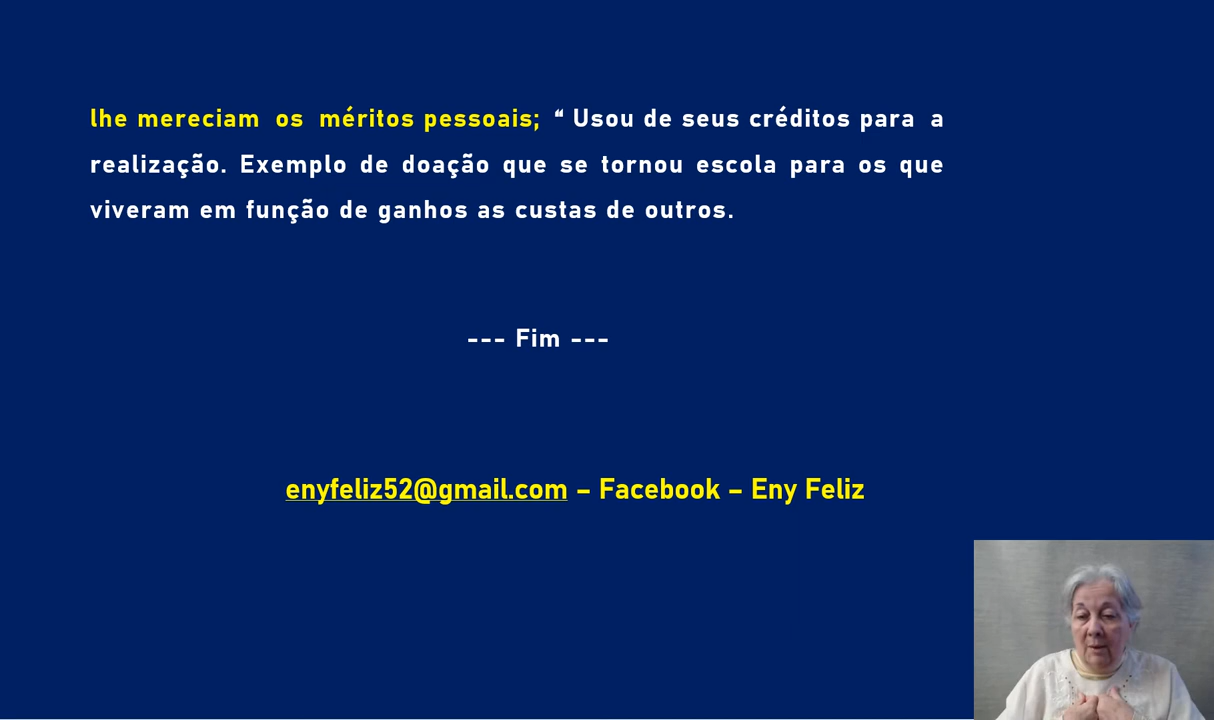 lhe mereciam os méritos pessoais; “ Usou de seus créditos para a
realização. Exemplo de doação que se tornou escola para os que
viveram em função de ganhos as custas de outros.
--- Fim ---
enyfeliz52@gmail.com – Facebook – Eny Feliz